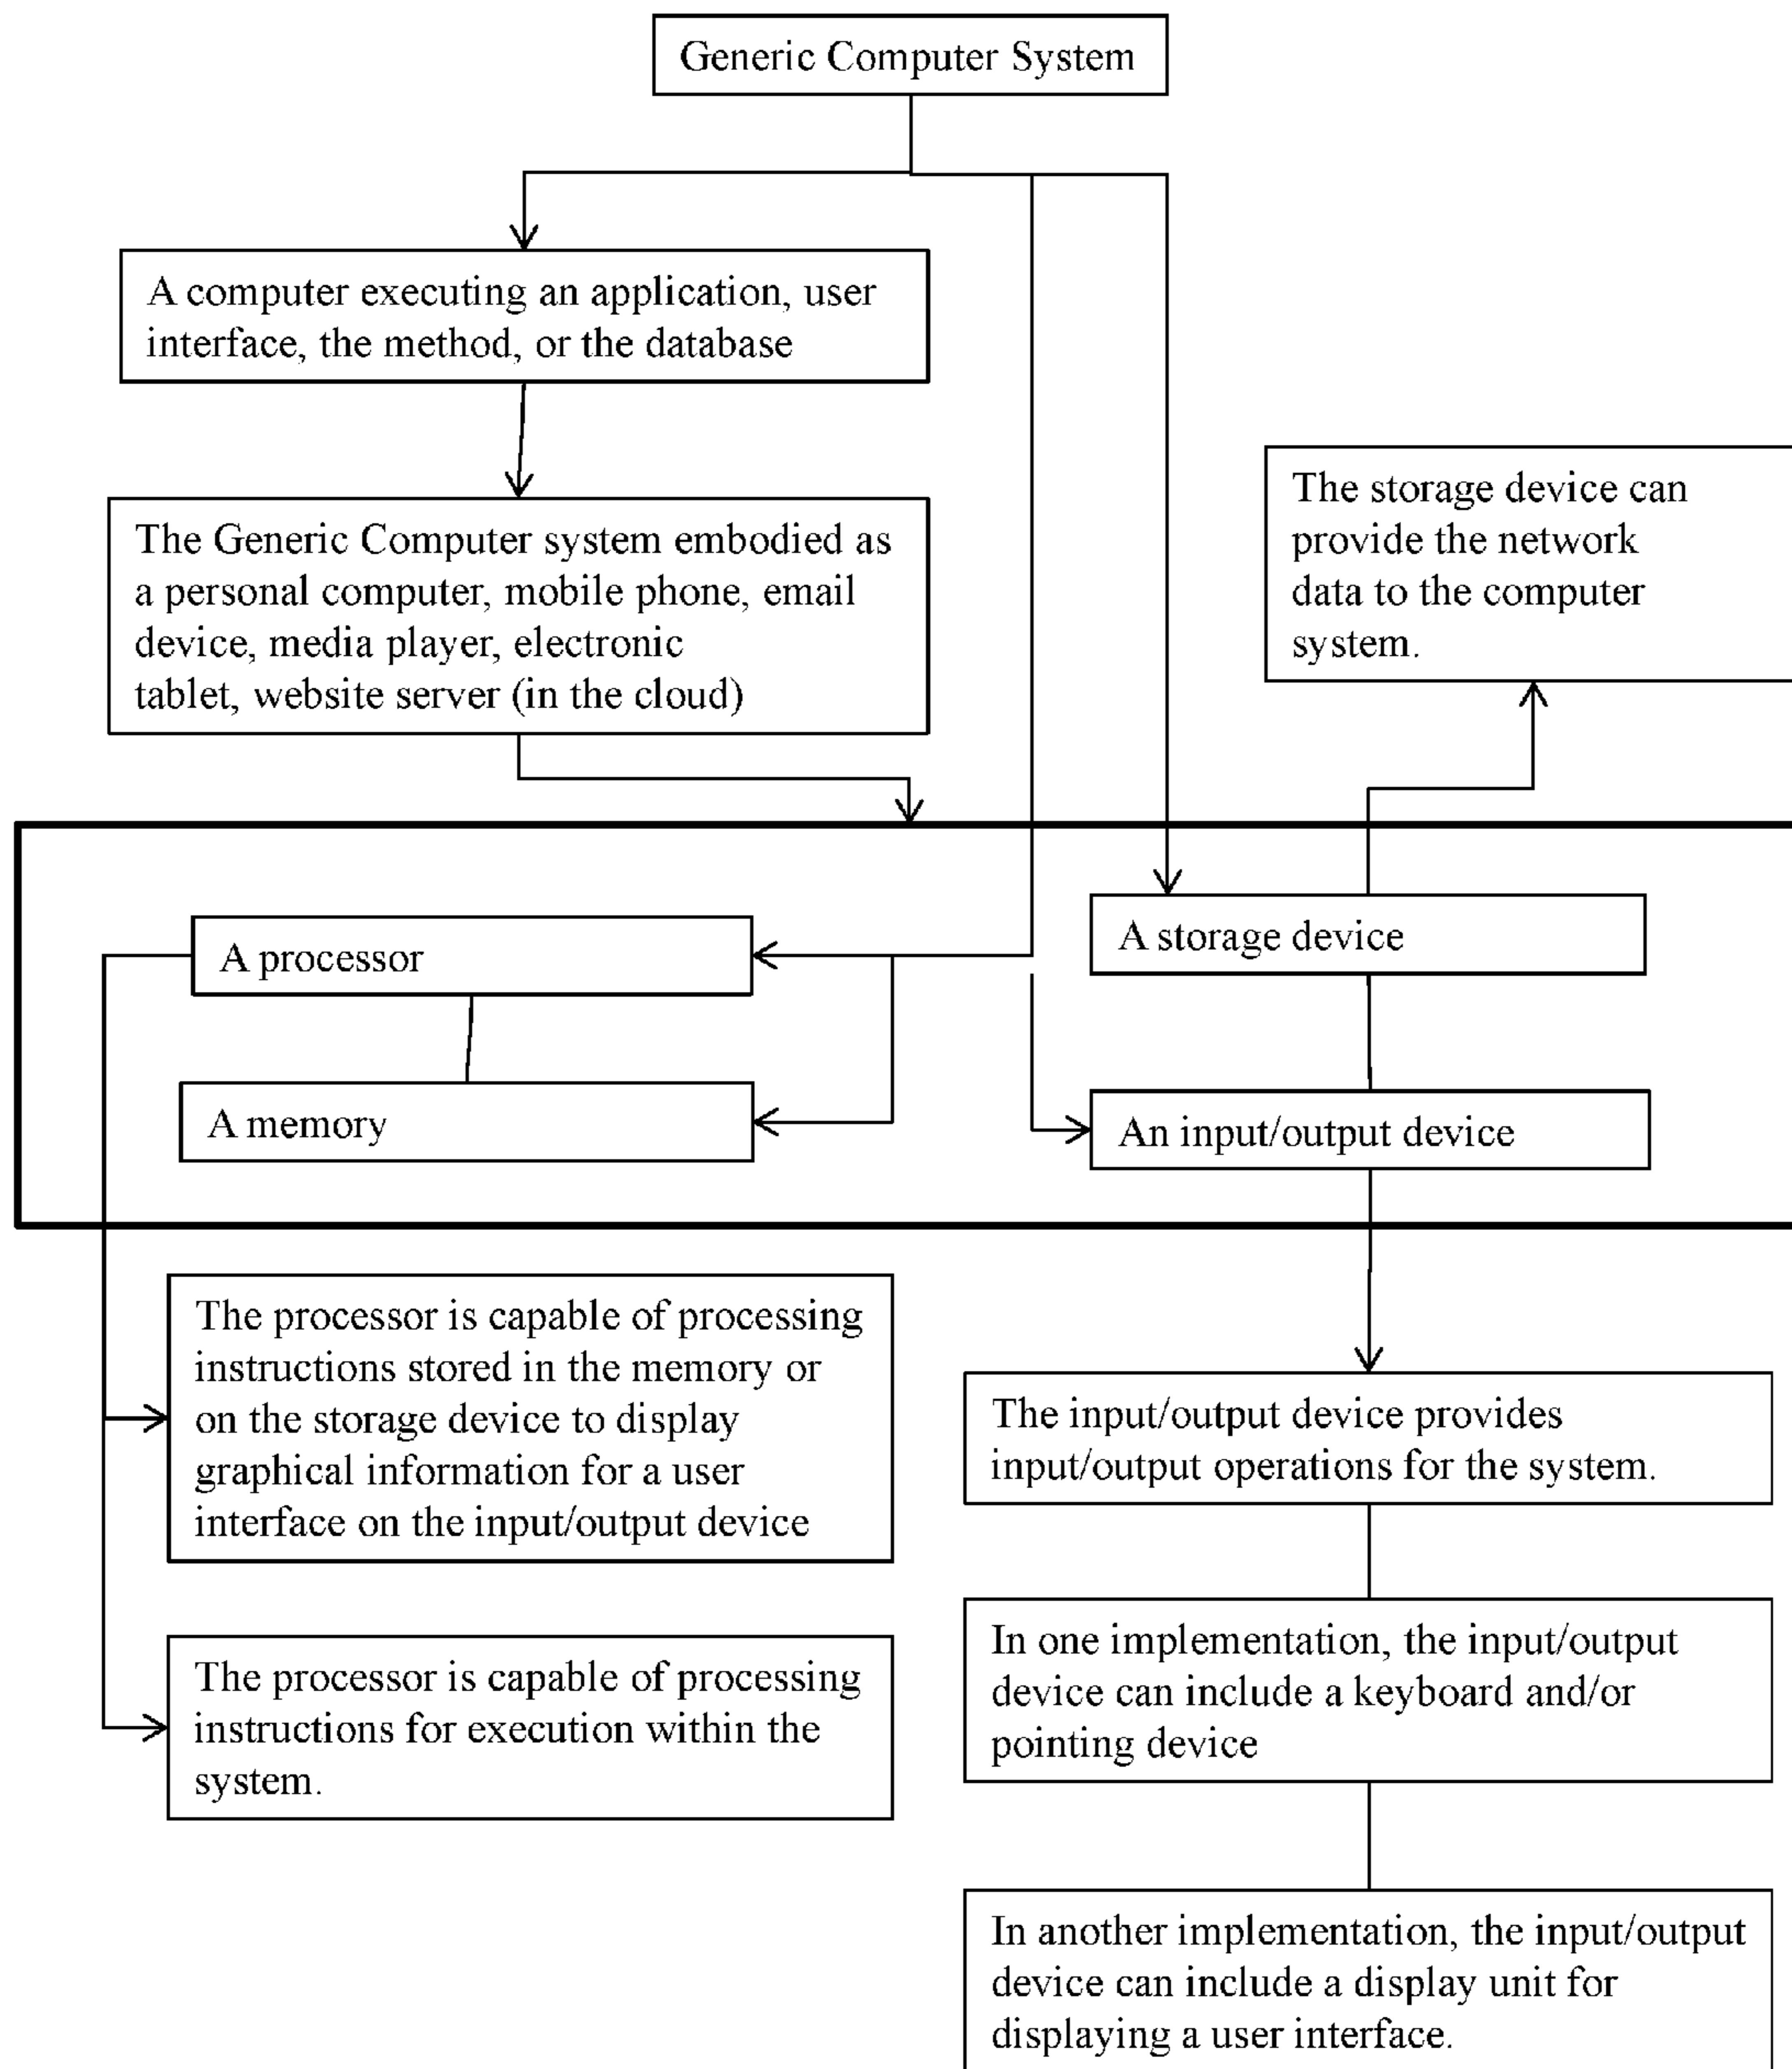 Generic Computer System
A computer executing an application, user
interface, the method, or the database
The Generic Computer system embodied as
a personal computer, mobile phone, email
device, media player, electronic
tablet, website server (in the cloud)
The storage device can
provide the network
data to the computer
system.
A storage device
A processor
A memory
An input/output device
The processor is capable of processing
instructions stored in the memory or
on the storage device to display
graphical information for a user
interface on the input/output device
The processor is capable of processing
instructions for execution within the
system.
The input/output device provides
input/output operations for the system.
In one implementation, the input/output
device can include a keyboard and/or
pointing device
In another implementation, the input/output
device can include a display unit for
displaying a user interface.